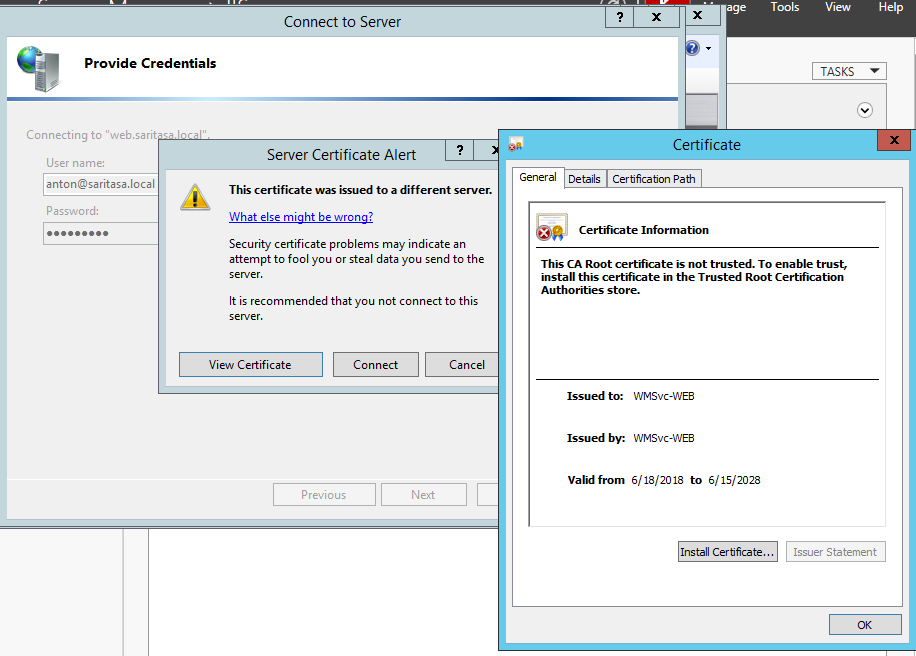 Connect to Server
?
x
x
age
Tools
View
Help
Provide Credentials
?
TASKS
Connecting to "web.saritasa.local".
User name:
anton@saritasa.local
Password:
•••••••••
Server Certificate Alert
?
x
This certificate was issued to a different server.
What else might be wrong?
Security certificate problems may indicate an
attempt to fool you or steal data you send to the
server.
It is recommended that you not connect to this
server.
View Certificate
Connect
Cancel
Previous
Next
Certificate
x
General
Details
Certification Path
Certificate Information
This CA Root certificate is not trusted. To enable trust,
install this certificate in the Trusted Root Certification
Authorities store.
Issued to: WMSvc-WEB
Issued by: WMSvc-WEB
Valid from 6/18/2018 to 6/15/2028
Install Certificate...
Issuer Statement
OK